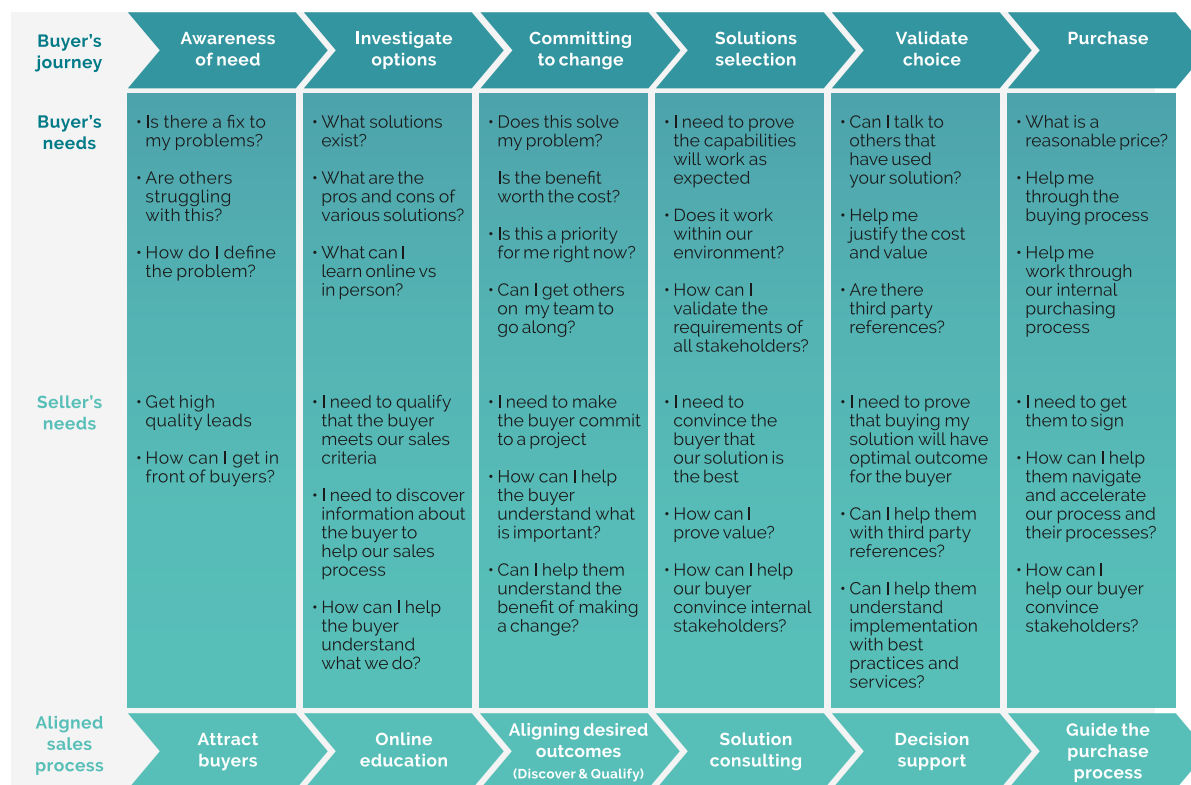 Buyer's
journey
Awareness
of need
Investigate
options
Committing
to change
Solutions
selection
Validate
choice
Purchase
Buyer's
needs
• Is there a fix to
my problems?
• Are others
struggling
with this?
• How do I define
the problem?
• What solutions
exist?
• What are the
pros and cons of
various solutions?
• What can I
learn online vs
in person?
• Does this solve
my problem?
Is the benefit
worth the cost?
• Is this a priority
for me right now?
• Can I get others
on my team to
go along?
• I need to prove
the capabilities
will work as
expected
• Does it work
within our
environment?
• How can I
validate the
requirements of
all stakeholders?
• Can I talk to
others that
have used
your solution?
• Help me
justify the cost
and value
• Are there
third party
references?
• What is a
reasonable price?
• Help me
through the
buying process
• Help me
work through
our internal
purchasing
process
Seller's
needs
• Get high
quality leads
• How can I get in
front of buyers?
• I need to qualify
that the buyer
meets our sales
criteria
• I need to discover
information about
the buyer to
help our sales
process
• How can I help
the buyer
understand
what we do?
• I need to make
the buyer commit
to a project
• How can I help
the buyer
understand what
is important?
• Can I help them
understand the
benefit of making
a change?
• I need to
convince the
buyer that
our solution is
the best
• How can I
prove value?
• How can I help
our buyer
convince internal
stakeholders?
• I need to prove
that buying my
solution will have
optimal outcome
for the buyer
• Can I help them
with third party
references?
• Can I help them
understand
implementation
with best
practices and
services?
• I need to get
them to sign
• How can I help
them navigate
and accelerate
our process and
their processes?
• How can I
help our buyer
convince
stakeholders?
Aligned
sales
process
Attract
buyers
Online
education
Aligning desired
outcomes
(Discover & Qualify)
Solution
consulting
Decision
support
Guide the
purchase
process